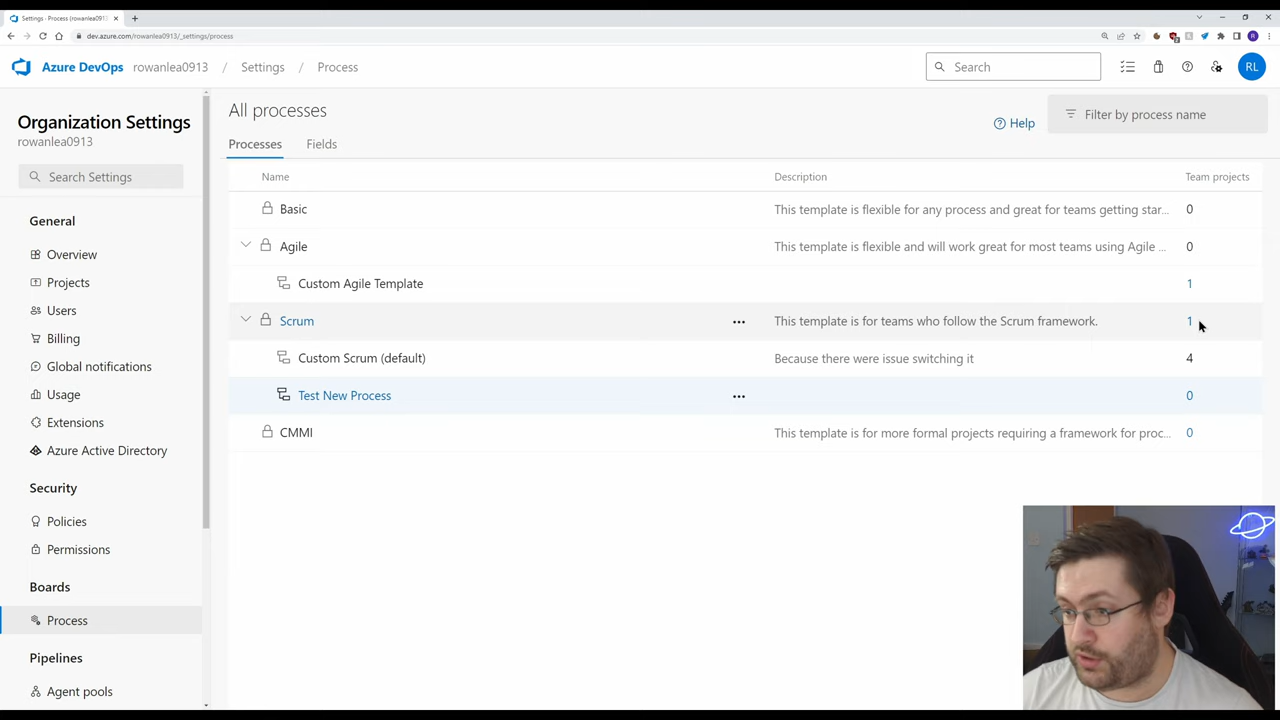 Settings - Process (rowanlea0913
dev.azure.com/rowanlea0913/_settings/process
R
Azure DevOps rowanlea0913 / Settings / Process
Search
RL
Organization Settings
rowanlea0913
Search Settings
General
Overview
Projects
Users
Billing
Global notifications
Usage
Extensions
Azure Active Directory
Security
Policies
Permissions
Boards
Process
Pipelines
Agent pools
All processes
Help
Filter by process name
Processes Fields
Name Description Team projects
Basic This template is flexible for any process and great for teams getting star... 0
Agile This template is flexible and will work great for most teams using Agile ... 0
Custom Agile Template 1
Scrum ... This template is for teams who follow the Scrum framework. 1
Custom Scrum (default) Because there were issue switching it 4
Test New Process ... 0
CMMI This template is for more formal projects requiring a framework for proc... 0